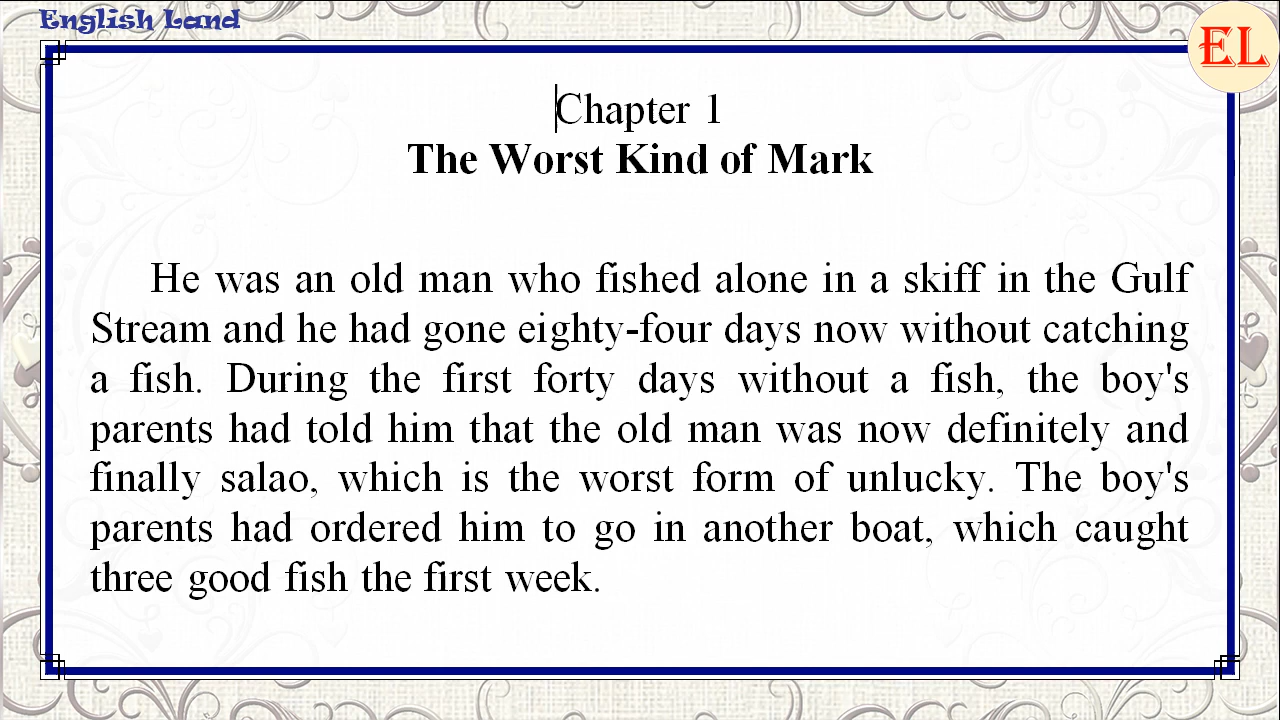 English Land
EL
Chapter 1
The Worst Kind of Mark
He was an old man who fished alone in a skiff in the Gulf
Stream and he had gone eighty-four days now without catching
a fish. During the first forty days without a fish, the boy's
parents had told him that the old man was now definitely and
finally salao, which is the worst form of unlucky. The boy's
parents had ordered him to go in another boat, which caught
three good fish the first week.